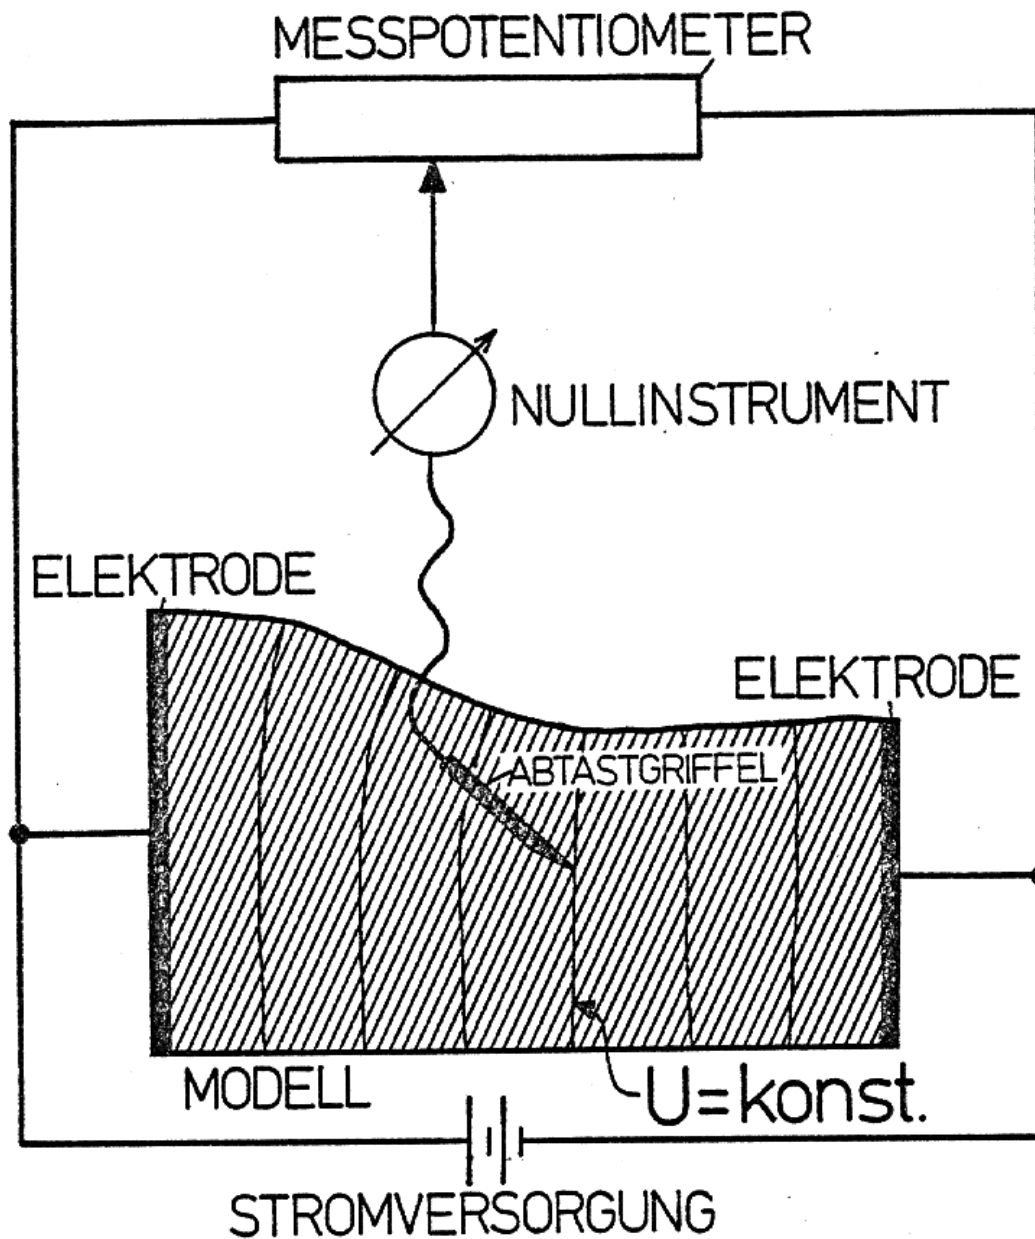 MESSPOTENTIOMETER
NULLINSTRUMENT
ELEKTRODE
ELEKTRODE
ABTASTGRIFFEL
MODELL
U=konst.
STROMVERSORGUNG